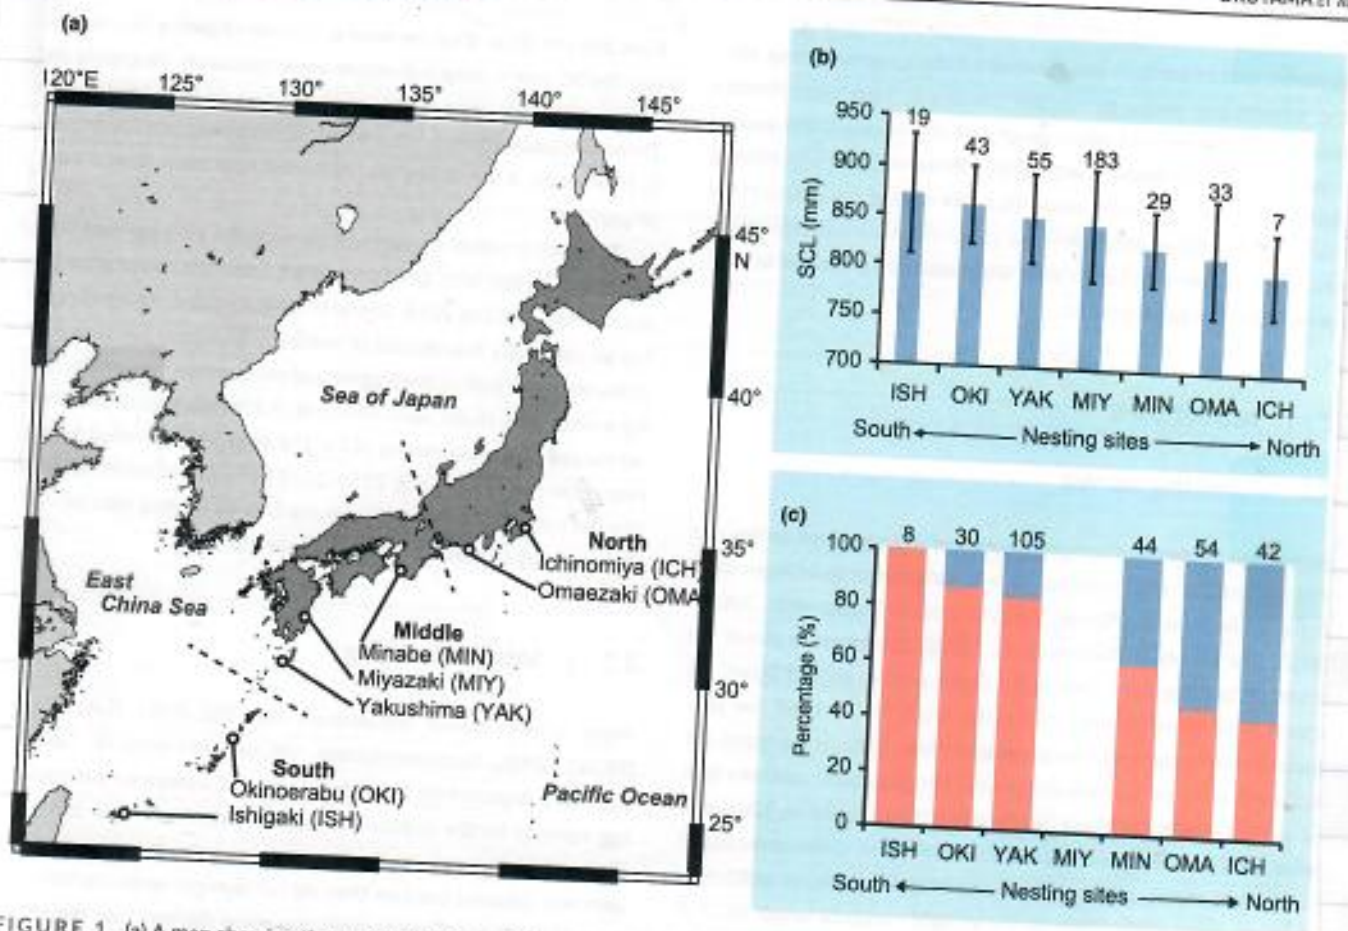 (a)
120°E 125° 130° 135° 140° 145°
45°
N
40°
35°
30°
25°
Sea of Japan
East
China Sea
Pacific Ocean
North
Ichinomiya (ICH)
Omaezaki (OMA
Middle
Minabe (MIN)
Miyazaki (MIY)
Yakushima (YAK)
South
Okinoerabu (OKI)
Ishigaki (ISH)
(b)
SCL (mm)
950
900
850
800
750
700
19 43 55 183 29 33 7
ISH OKI YAK MIY MIN OMA ICH
South Nesting sites North
(c)
Percentage (%)
100
80
60
40
20
0
8 30 105 44 54 42
ISH OKI YAK MIY MIN OMA ICH
South Nesting sites North
FIGURE 1 (a) A map